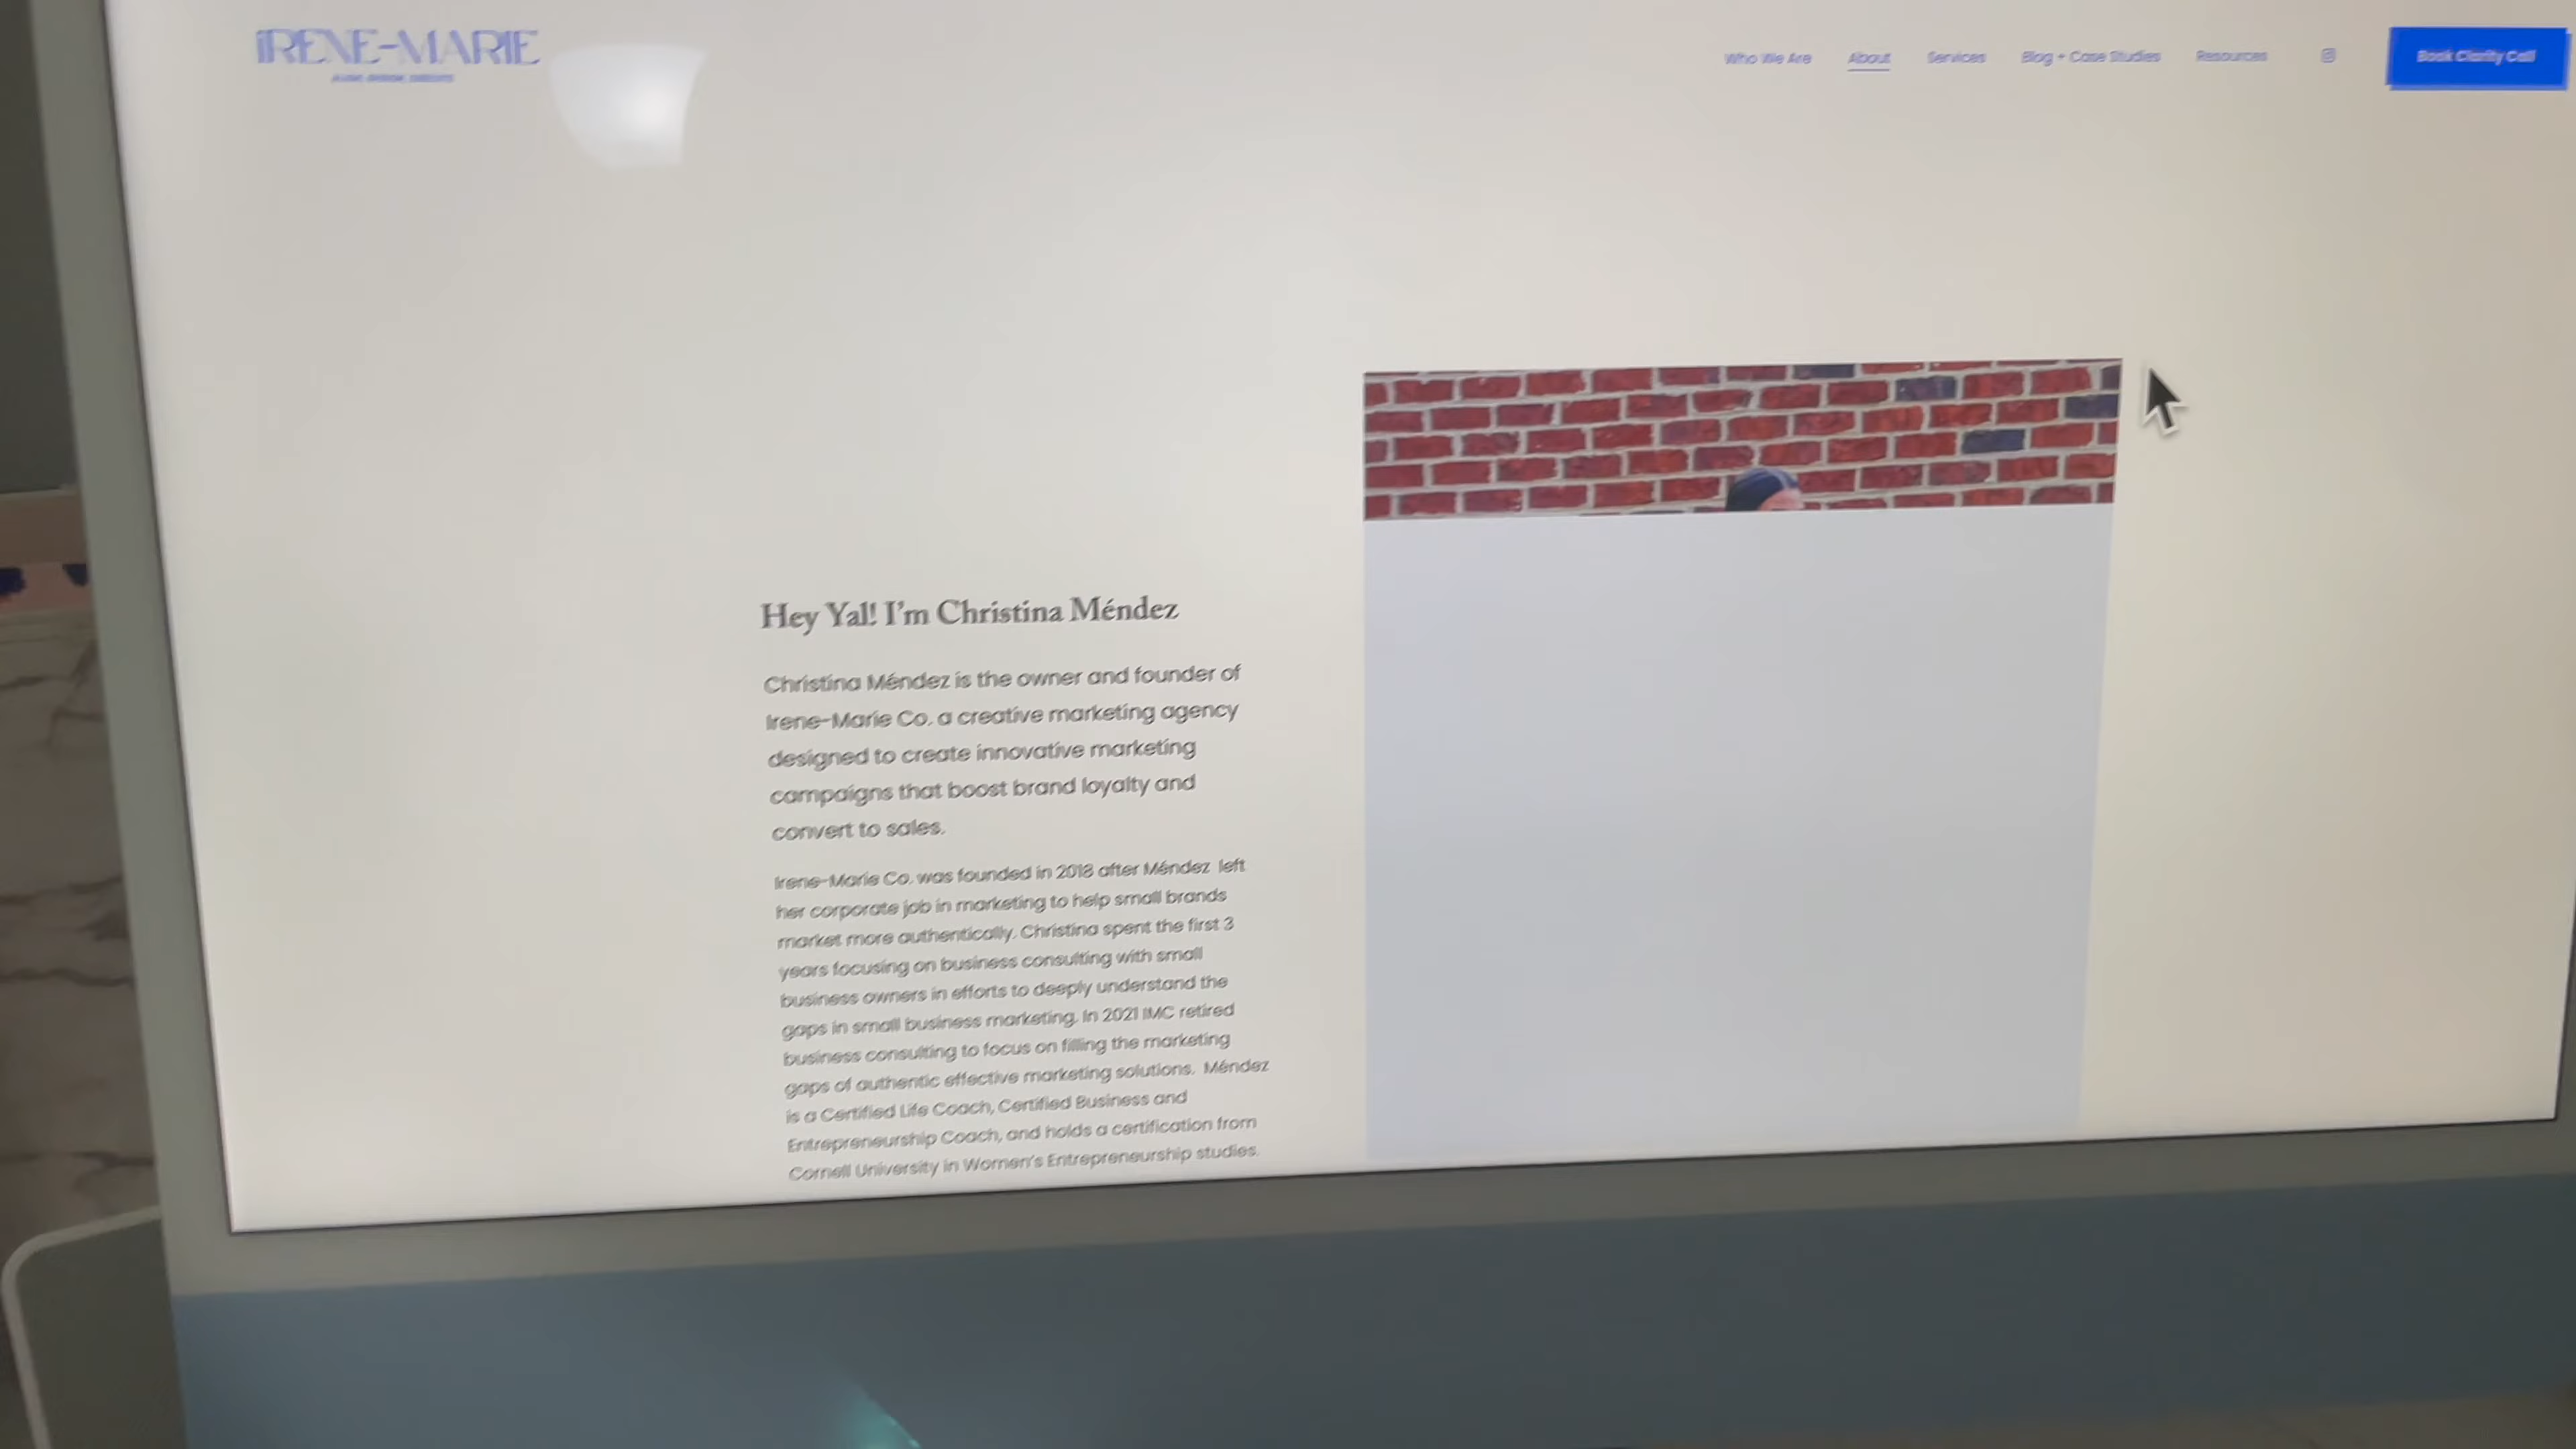 IRENE-MARIE
Who We Are About Services Blog + Case Studies Resources Book Clarity Call
Hey Yal! I'm Christina Méndez
Christina Méndez is the owner and founder of
Irene-Marie Co. a creative marketing agency
designed to create innovative marketing
campaigns that boost brand loyalty and
convert to sales.
Irene-Marie Co. was founded in 2018 after Méndez left
her corporate job in marketing to help small brands
market more authentically. Christina spent the first 3
years focusing on business consulting with small
business owners in efforts to deeply understand the
gaps in small business marketing. In 2021 IMC retired
business consulting to focus on filling the marketing
gaps of authentic effective marketing solutions. Méndez
is a Certified Life Coach, Certified Business and
Entrepreneurship Coach, and holds a certification from
Cornell University in Women's Entrepreneurship studies.